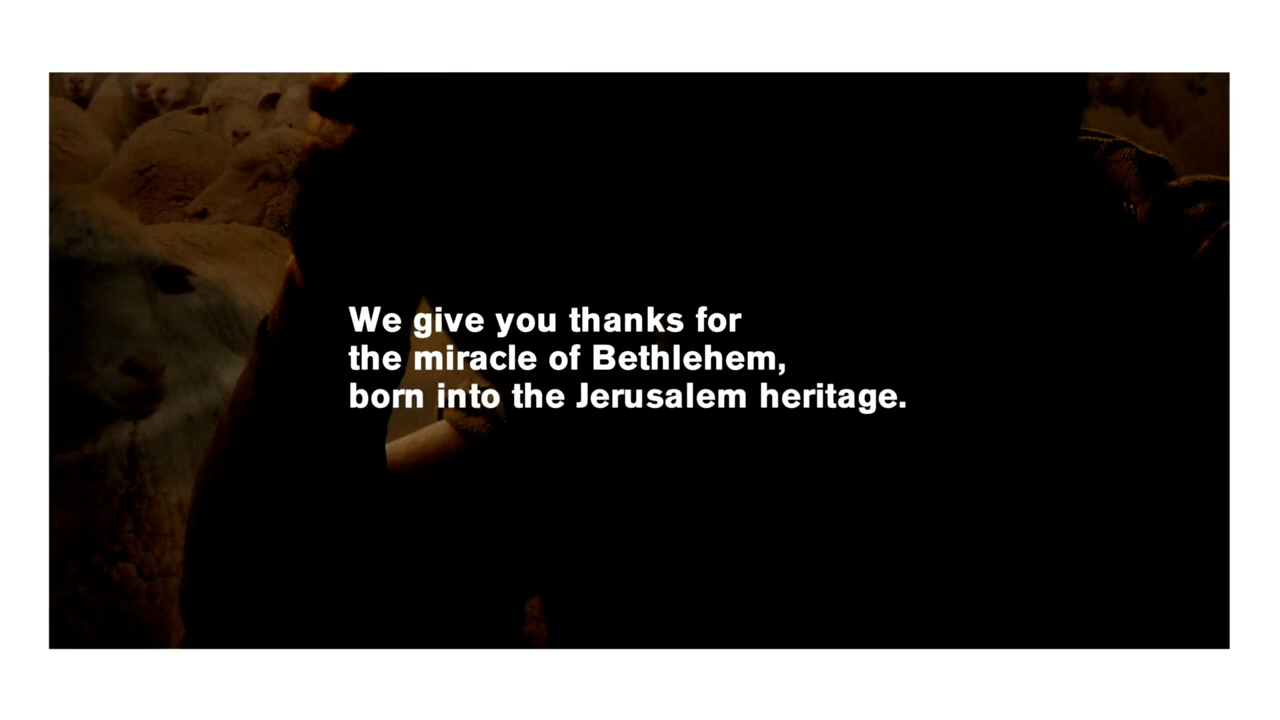 We give you thanks for
the miracle of Bethlehem,
born into the Jerusalem heritage.